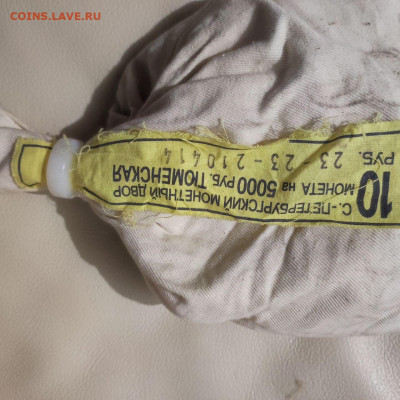 COINS.LAVE.RU
С.-ПЕТЕРБУРГСКИЙ МОНЕТНЫЙ ДВОР
10 МОНЕТА на 5000 РУБ. ТЮМЕНСКАЯ
РУБ. 23 - 23 - 210414